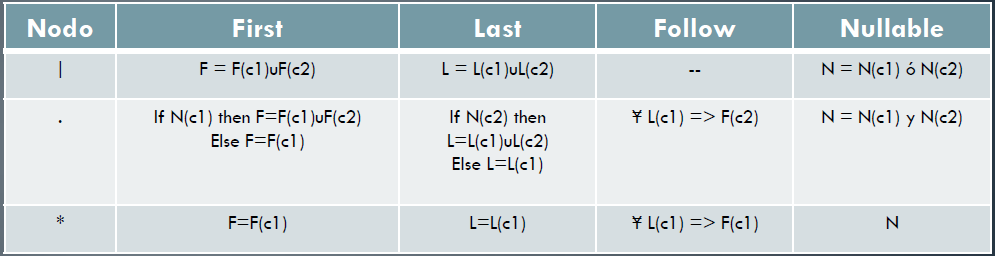 Nodo First Last Follow Nullable
| F = F(c1)uF(c2) L = L(c1)uL(c2) -- N = N(c1) ó N(c2)
. If N(c1) then F=F(c1)uF(c2) If N(c2) then ¥ L(c1) => F(c2) N = N(c1) y N(c2)
Else F=F(c1) L=L(c1)uL(c2)
Else L=L(c1)
* F=F(c1) L=L(c1) ¥ L(c1) => F(c1) N